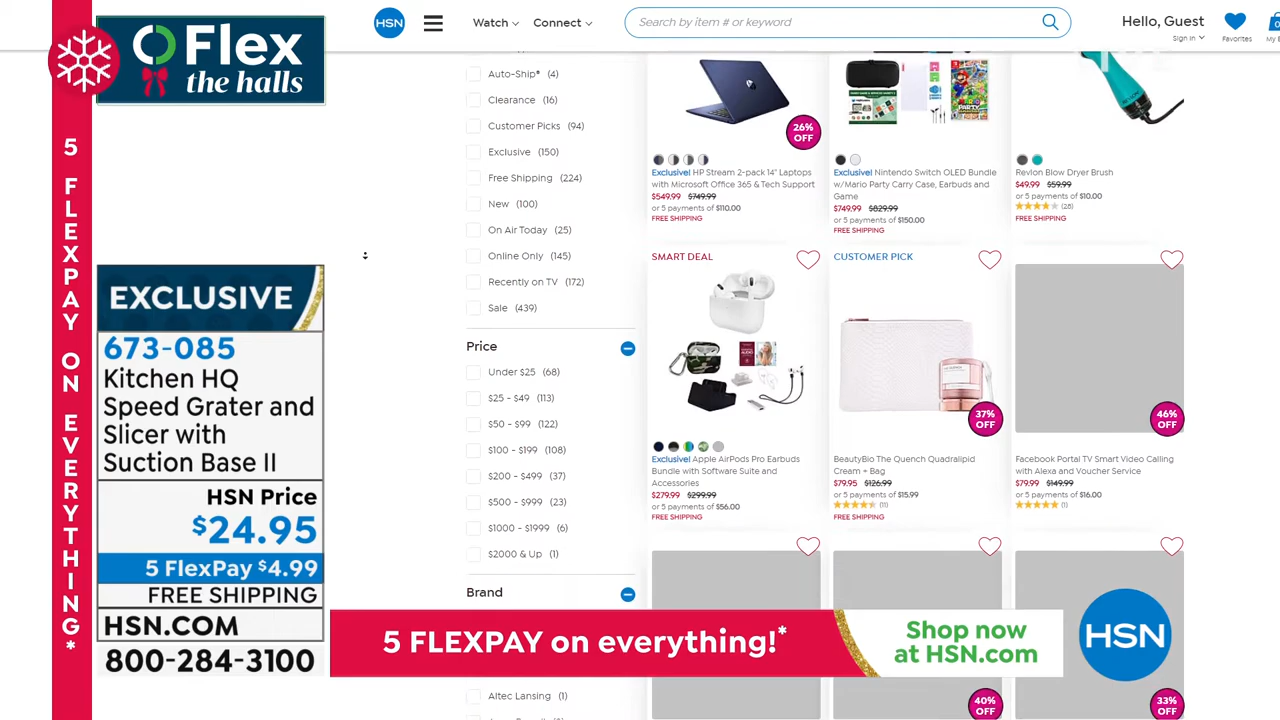 Flex
the halls
5 FLEXPAY ON EVERYTHING*
EXCLUSIVE
673-085
Kitchen HQ
Speed Grater and
Slicer with
Suction Base II
HSN Price
$24.95
5 FlexPay $4.99
FREE SHIPPING
HSN.COM
800-284-3100
HSN
Watch
Connect
Search by item # or keyword
Hello, Guest
Sign In
Favorites
0
Auto-Ship® (4)
Clearance (16)
Customer Picks (94)
Exclusive (150)
Free Shipping (224)
New (100)
On Air Today (25)
Online Only (145)
Recently on TV (172)
Sale (439)
Price
Under $25 (68)
$25 - $49 (113)
$50 - $99 (122)
$100 - $199 (108)
$200 - $499 (37)
$500 - $999 (23)
$1000 - $1999 (6)
$2000 & Up (1)
Brand
Altec Lansing (1)
26%
OFF
Exclusive! HP Stream 2-pack 14" Laptops
with Microsoft Office 365 & Tech Support
$549.99 $749.99
or 5 payments of $110.00
FREE SHIPPING
Exclusive! Nintendo Switch OLED Bundle
w/Mario Party Carry Case, Earbuds and
Game
$749.99 $829.99
or 5 payments of $150.00
FREE SHIPPING
Revlon Blow Dryer Brush
$49.99 $59.99
or 5 payments of $10.00
(28)
FREE SHIPPING
SMART DEAL
Exclusive! Apple AirPods Pro Earbuds
Bundle with Software Suite and
Accessories
$279.99 $299.99
or 5 payments of $56.00
FREE SHIPPING
CUSTOMER PICK
37%
OFF
BeautyBio The Quench Quadralipid
Cream + Bag
$79.95 $126.99
or 5 payments of $15.99
(11)
FREE SHIPPING
46%
OFF
Facebook Portal TV Smart Video Calling
with Alexa and Voucher Service
$79.99 $149.99
or 5 payments of $16.00
(1)
40%
OFF
33%
OFF
5 FLEXPAY on everything!*
Shop now
at HSN.com
HSN